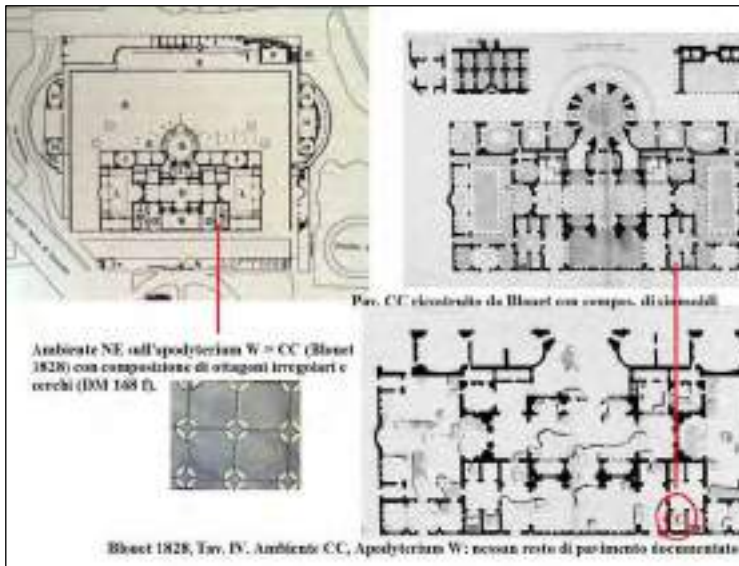 Pav. CC ricostruito da Blouet con compos. di sinusoidi
Ambiente NE sull'apodyterium W = CC (Blouet
1828) con composizione di ottagoni irregolari e
cerchi (DM 168 f).
Blouet 1828, Tav. IV. Ambiente CC, Apodyterium W: nessun resto di pavimento documentato